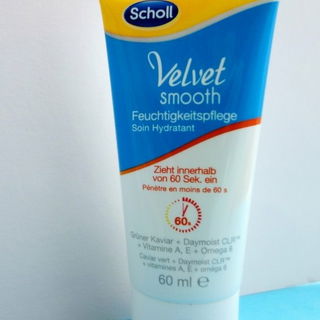 Scholl
Velvet
smooth
Feuchtigkeitspflege
Soin Hydratant
Zieht innerhalb
von 60 Sek. ein
Pénètre en moins de 60 s
60s
Grüner Kaviar + Daymoist CLR™
+ Vitamine A, E + Omega 6
Caviar vert + Daymoist CLR™
+ vitamines A, E + oméga 6
60 ml ℮